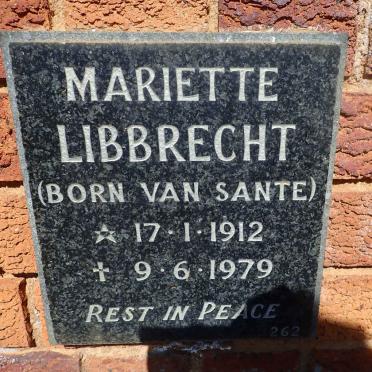 MARIETTE
LIBBRECHT
(BORN VAN SANTE)
☆ 17·1·1912
† 9·6·1979
REST IN PEACE
262